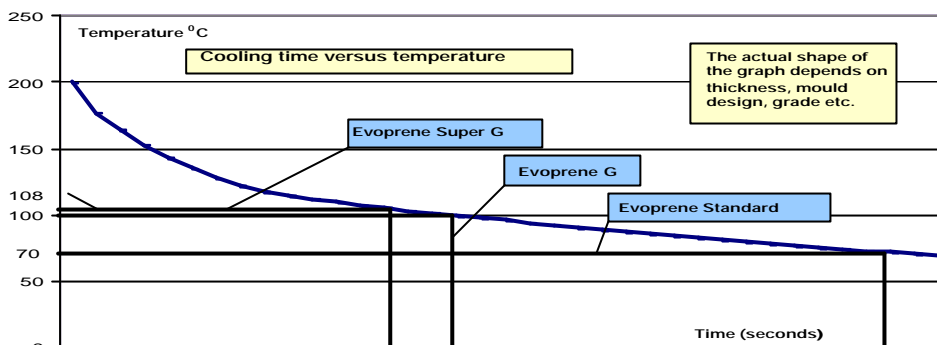 250
Temperature ⁰C
Cooling time versus temperature
The actual shape of
the graph depends on
thickness, mould
design, grade etc.
200
Evoprene Super G
150
Evoprene G
108
Evoprene Standard
100
70
50
Time (seconds)